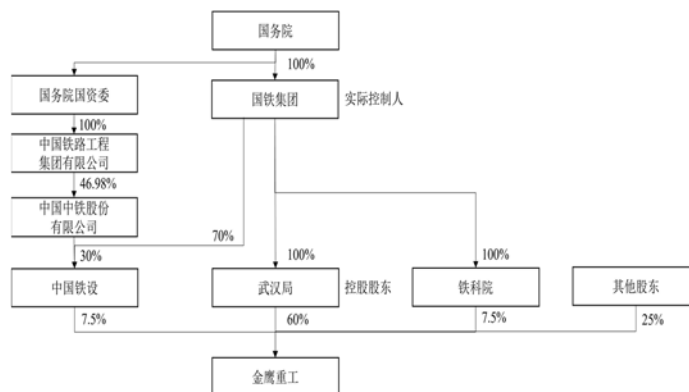 国务院
100%
国务院国资委
国铁集团
实际控制人
100%
中国铁路工程
集团有限公司
46.98%
中国中铁股份
有限公司
70%
30%
100%
100%
中国铁设
武汉局
控股股东
铁科院
其他股东
7.5%
60%
7.5%
25%
金鹰重工